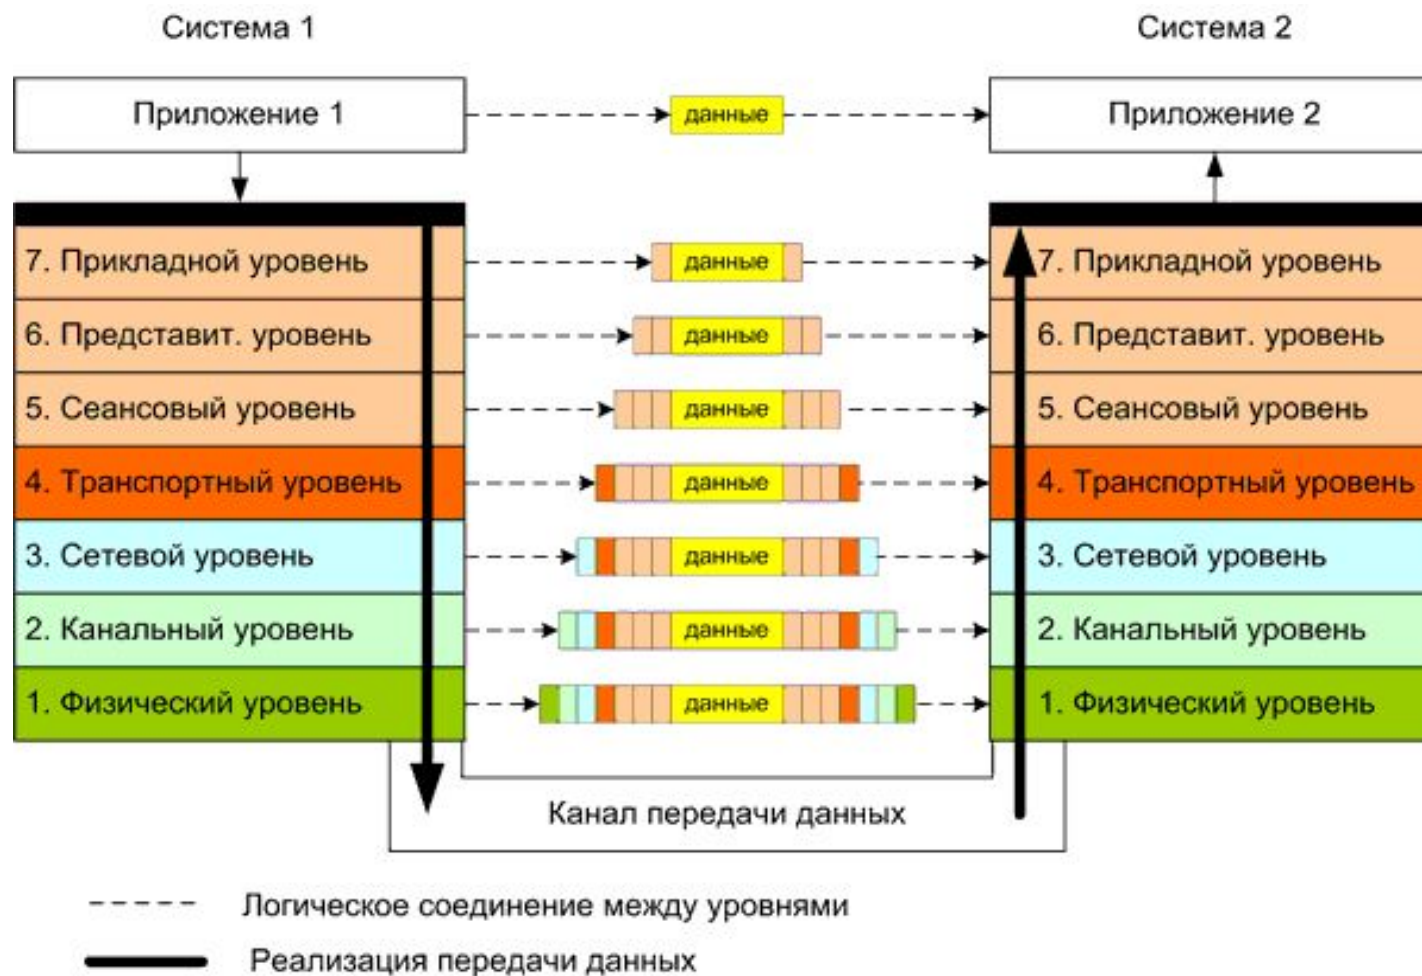 Система 1
Система 2
Приложение 1
данные
Приложение 2
7. Прикладной уровень
данные
7. Прикладной уровень
6. Представит. уровень
данные
6. Представит. уровень
5. Сеансовый уровень
данные
5. Сеансовый уровень
4. Транспортный уровень
данные
4. Транспортный уровень
3. Сетевой уровень
данные
3. Сетевой уровень
2. Канальный уровень
данные
2. Канальный уровень
1. Физический уровень
данные
1. Физический уровень
Канал передачи данных
Логическое соединение между уровнями
Реализация передачи данных